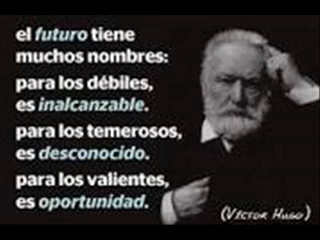 el futuro tiene
muchos nombres:
para los débiles,
es inalcanzable.
para los temerosos,
es desconocido.
para los valientes,
es oportunidad.
(Victor Hugo)